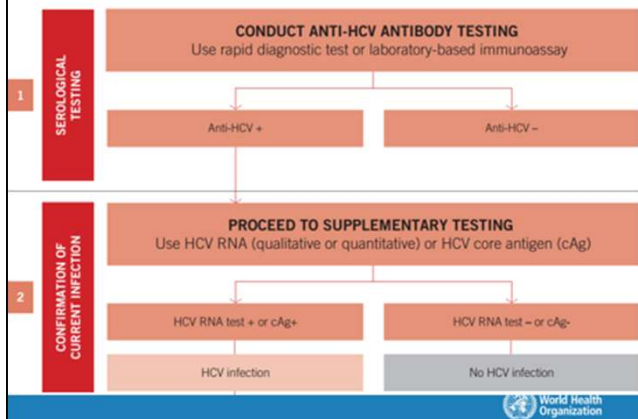 CONDUCT ANTI-HCV ANTIBODY TESTING
Use rapid diagnostic test or laboratory-based immunoassay
1
SEROLOGICAL
TESTING
Anti-HCV +
Anti-HCV –
PROCEED TO SUPPLEMENTARY TESTING
Use HCV RNA (qualitative or quantitative) or HCV core antigen (cAg)
2
CONFIRMATION OF
CURRENT INFECTION
HCV RNA test + or cAg+
HCV RNA test – or cAg-
HCV infection
No HCV infection
World Health
Organization